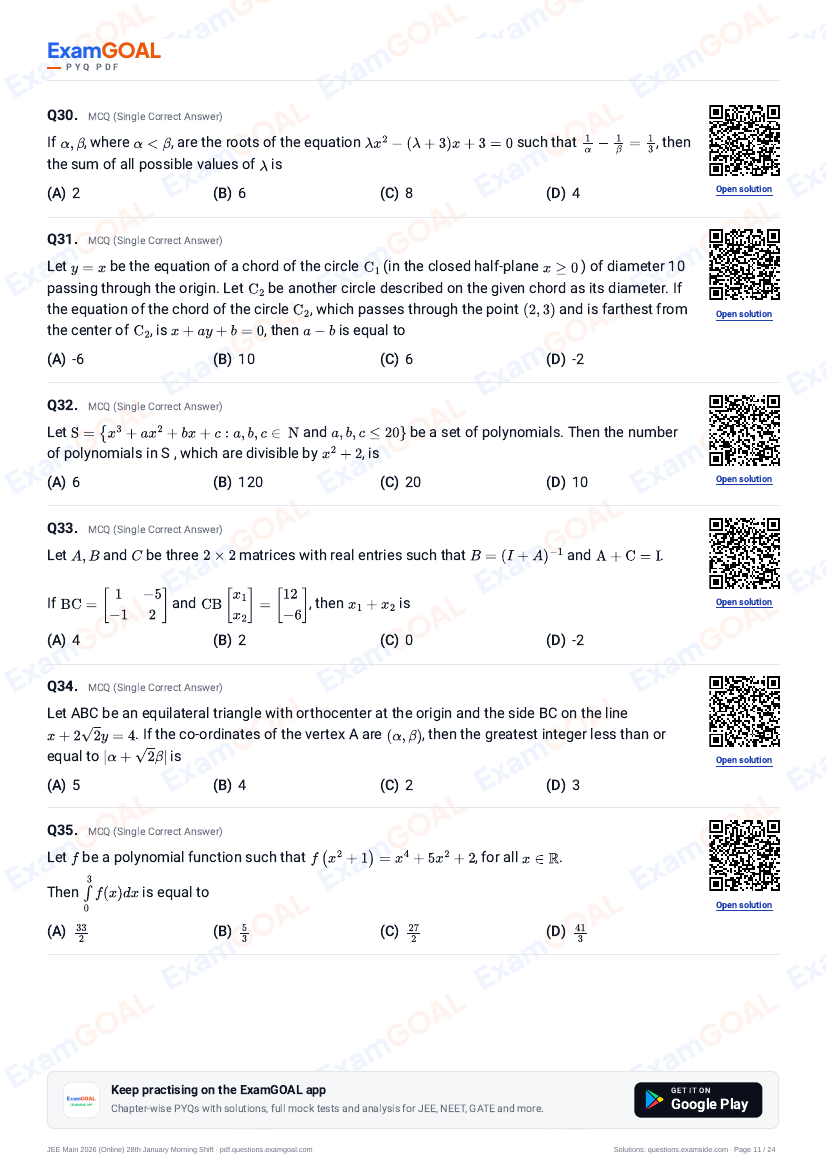 ExamGOAL
PYQ PDF
Q30. MCQ (Single Correct Answer)
If α, β, where α < β, are the roots of the equation λx² − (λ + 3)x + 3 = 0 such that 1/α − 1/β = 1/3, then
the sum of all possible values of λ is
(A) 2 (B) 6 (C) 8 (D) 4
Open solution
Q31. MCQ (Single Correct Answer)
Let y = x be the equation of a chord of the circle C₁ (in the closed half-plane x ≥ 0) of diameter 10
passing through the origin. Let C₂ be another circle described on the given chord as its diameter. If
the equation of the chord of the circle C₂, which passes through the point (2, 3) and is farthest from
the center of C₂, is x + ay + b = 0, then a − b is equal to
(A) -6 (B) 10 (C) 6 (D) -2
Open solution
Q32. MCQ (Single Correct Answer)
Let S = {x³ + ax² + bx + c : a, b, c ∈ N and a, b, c ≤ 20} be a set of polynomials. Then the number
of polynomials in S , which are divisible by x² + 2, is
(A) 6 (B) 120 (C) 20 (D) 10
Open solution
Q33. MCQ (Single Correct Answer)
Let A, B and C be three 2 × 2 matrices with real entries such that B = (I + A)⁻¹ and A + C = I.
If BC = [1 −5; −1 2] and CB [x₁; x₂] = [12; −6], then x₁ + x₂ is
(A) 4 (B) 2 (C) 0 (D) -2
Open solution
Q34. MCQ (Single Correct Answer)
Let ABC be an equilateral triangle with orthocenter at the origin and the side BC on the line
x + 2√2y = 4. If the co-ordinates of the vertex A are (α, β), then the greatest integer less than or
equal to |α + √2β| is
(A) 5 (B) 4 (C) 2 (D) 3
Open solution
Q35. MCQ (Single Correct Answer)
Let f be a polynomial function such that f (x² + 1) = x⁴ + 5x² + 2, for all x ∈ ℝ.
Then ∫₀³ f(x)dx is equal to
(A) 33/2 (B) 5/3 (C) 27/2 (D) 41/3
Open solution
Keep practising on the ExamGOAL app
Chapter-wise PYQs with solutions, full mock tests and analysis for JEE, NEET, GATE and more.
GET IT ON
Google Play
JEE Main 2026 (Online) 28th January Morning Shift · pdf.questions.examgoal.com
Solutions: questions.examside.com · Page 11 / 24